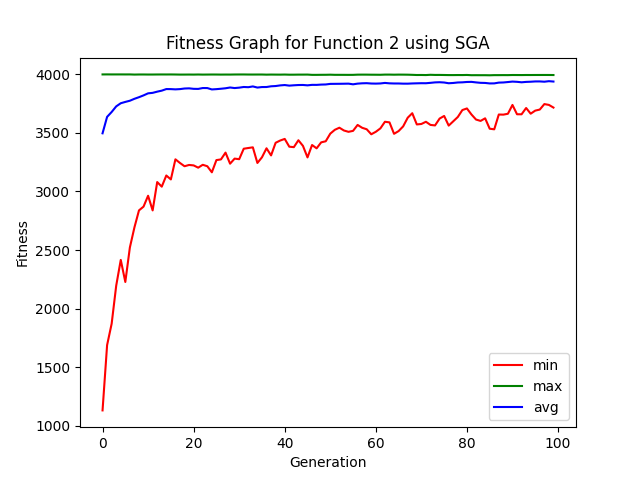 Fitness Graph for Function 2 using SGA
4000
3500
3000
2500
2000
1500
1000
Fitness
0 20 40 60 80 100
Generation
min
max
avg